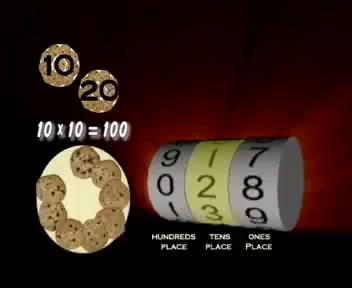 10
20
10 x 10 = 100
9 1 7
0 2 8
1 3 9
HUNDREDS PLACE
TENS PLACE
ONES PLACE